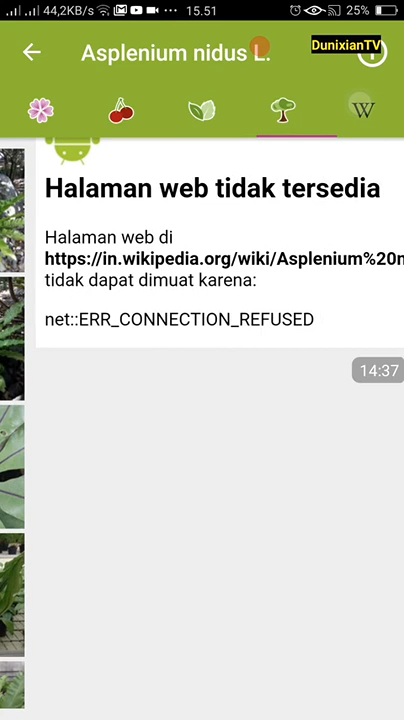 44,2KB/s 15.51 25%
Asplenium nidus L.
DunixianTV
W
Halaman web tidak tersedia
Halaman web di
https://in.wikipedia.org/wiki/Asplenium%20n
tidak dapat dimuat karena:
net::ERR_CONNECTION_REFUSED
14:37